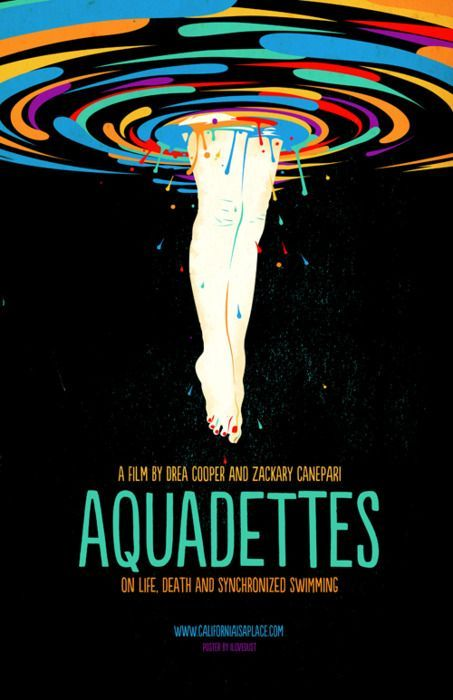 A FILM BY DREA COOPER AND ZACKARY CANEPARI
AQUADETTES
ON LIFE, DEATH AND SYNCHRONIZED SWIMMING
WWW.CALIFORNIAISAPLACE.COM
POSTER BY ILOVEDUST